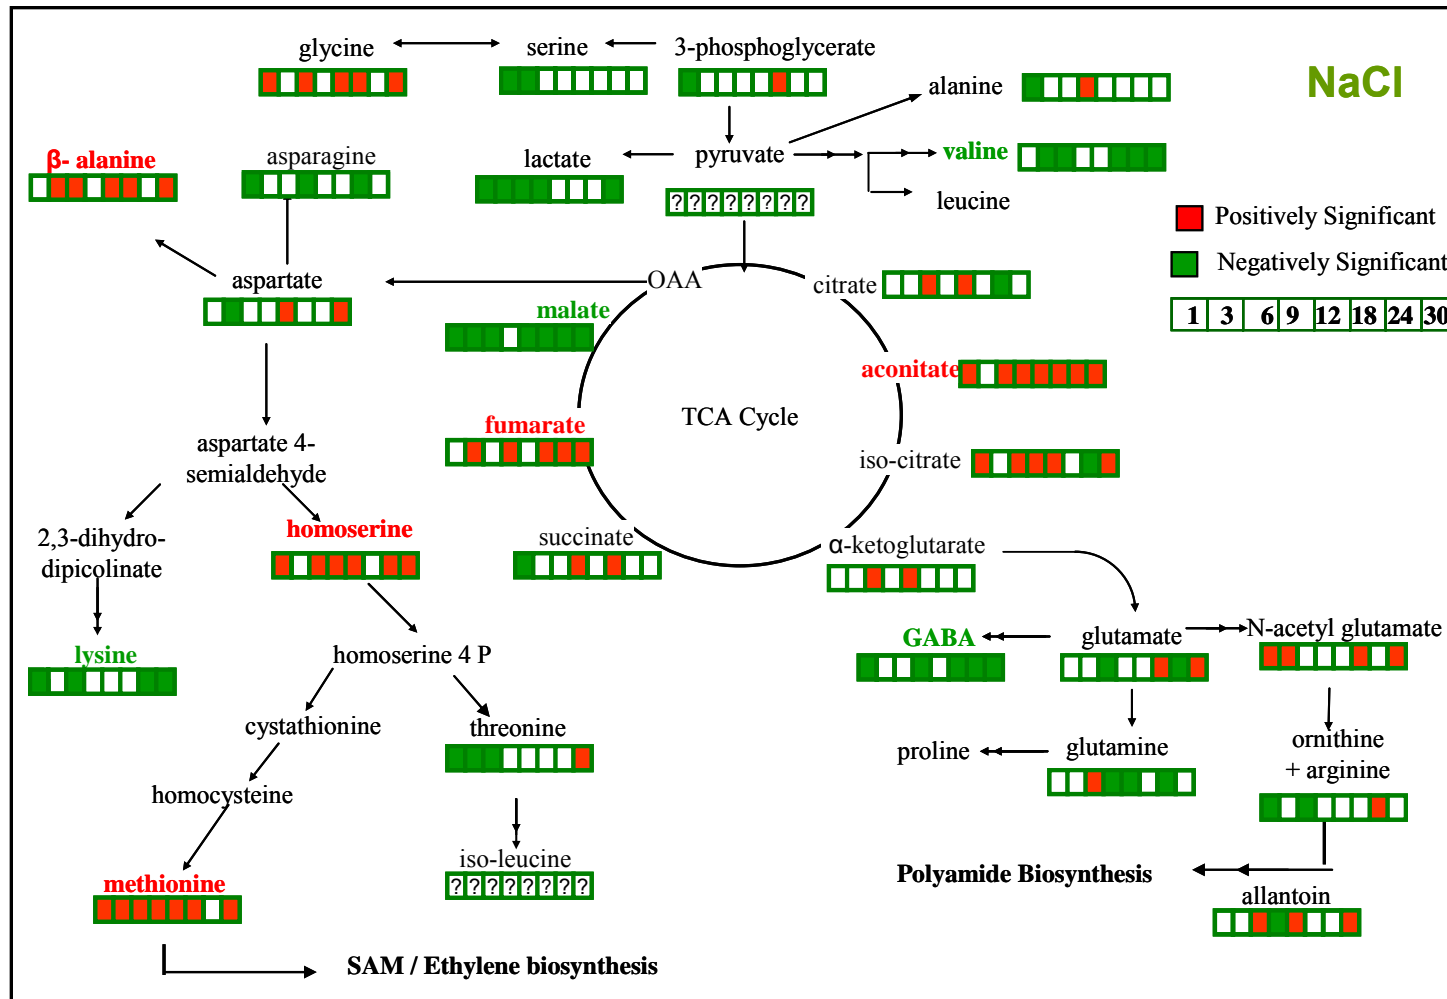 glycine
serine
3-phosphoglycerate
alanine
NaCl
β- alanine
asparagine
lactate
pyruvate
valine
leucine
? ? ? ? ? ? ? ?
Positively Significant
Negatively Significant
1 3 6 9 12 18 24 30
aspartate
OAA
citrate
malate
aconitate
TCA Cycle
fumarate
iso-citrate
aspartate 4-
semialdehyde
2,3-dihydro-
dipicolinate
homoserine
succinate
α-ketoglutarate
lysine
homoserine 4 P
GABA
glutamate
N-acetyl glutamate
cystathionine
threonine
proline
glutamine
ornithine
+ arginine
homocysteine
iso-leucine
? ? ? ? ? ? ? ?
methionine
Polyamide Biosynthesis
allantoin
SAM / Ethylene biosynthesis